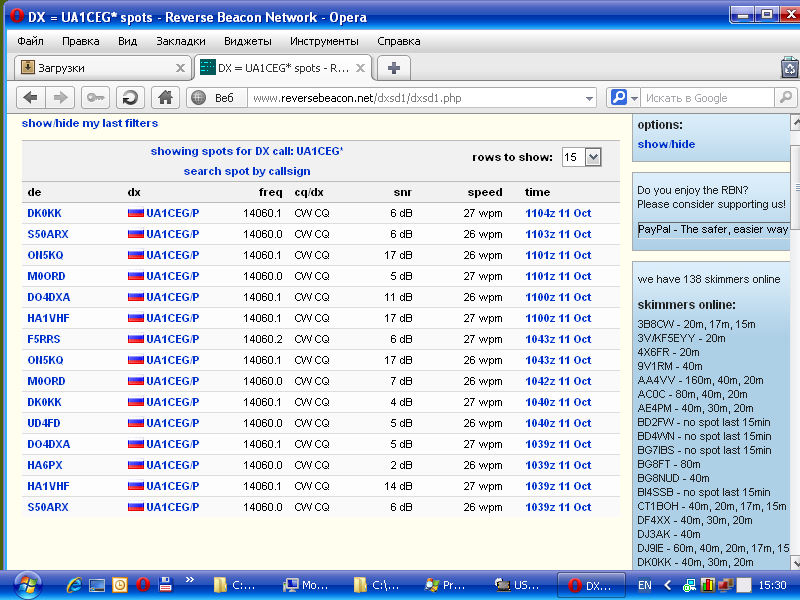 DX = UA1CEG* spots - Reverse Beacon Network - Opera
Файл Правка Вид Закладки Виджеты Инструменты Справка
Загрузки
DX = UA1CEG* spots - R...
Веб www.reversebeacon.net/dxsd1/dxsd1.php Искать в Google
show/hide my last filters
showing spots for DX call: UA1CEG*
search spot by callsign
rows to show: 15
de dx freq cq/dx snr speed time
DK0KK UA1CEG/P 14060.1 CW CQ 6 dB 27 wpm 1104z 11 Oct
S50ARX UA1CEG/P 14060.0 CW CQ 6 dB 26 wpm 1103z 11 Oct
ON5KQ UA1CEG/P 14060.1 CW CQ 17 dB 26 wpm 1101z 11 Oct
M0ORD UA1CEG/P 14060.0 CW CQ 5 dB 27 wpm 1101z 11 Oct
DO4DXA UA1CEG/P 14060.1 CW CQ 11 dB 26 wpm 1100z 11 Oct
HA1VHF UA1CEG/P 14060.1 CW CQ 17 dB 27 wpm 1100z 11 Oct
F5RRS UA1CEG/P 14060.2 CW CQ 6 dB 27 wpm 1043z 11 Oct
ON5KQ UA1CEG/P 14060.1 CW CQ 17 dB 26 wpm 1043z 11 Oct
M0ORD UA1CEG/P 14060.0 CW CQ 7 dB 26 wpm 1042z 11 Oct
DK0KK UA1CEG/P 14060.1 CW CQ 4 dB 27 wpm 1040z 11 Oct
UD4FD UA1CEG/P 14060.0 CW CQ 5 dB 26 wpm 1040z 11 Oct
DO4DXA UA1CEG/P 14060.1 CW CQ 5 dB 26 wpm 1039z 11 Oct
HA6PX UA1CEG/P 14060.0 CW CQ 2 dB 26 wpm 1039z 11 Oct
HA1VHF UA1CEG/P 14060.1 CW CQ 14 dB 27 wpm 1039z 11 Oct
S50ARX UA1CEG/P 14060.0 CW CQ 6 dB 26 wpm 1039z 11 Oct
options:
show/hide
Do you enjoy the RBN?
Please consider supporting us!
PayPal - The safer, easier way
we have 138 skimmers online
skimmers online:
3B8CW - 20m, 17m, 15m
3V/KF5EYY - 20m
4X6FR - 20m
9V1RM - 40m
AA4VV - 160m, 40m, 20m
AC0C - 80m, 40m, 20m
AE4PM - 40m, 30m, 20m
BD2FW - no spot last 15min
BD4WN - no spot last 15min
BG7IBS - no spot last 15min
BG8FT - 80m
BG8NUD - 40m
BI4SSB - no spot last 15min
CT1BOH - 40m, 20m, 17m, 15m
DF4XX - 40m, 30m, 20m
DJ3AK - 40m
DJ9IE - 60m, 40m, 20m, 17m, 15
DK0KK - 40m, 30m, 20m
C:... Mo... C:\... Pr... US... DX... EN 15:30